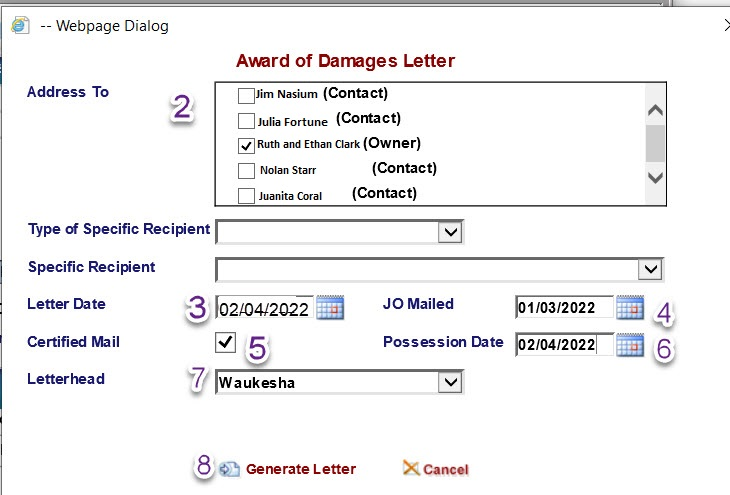 -- Webpage Dialog
Award of Damages Letter
Address To
2
Jim Nasium (Contact)
Julia Fortune (Contact)
Ruth and Ethan Clark (Owner)
Nolan Starr (Contact)
Juanita Coral (Contact)
Type of Specific Recipient
Specific Recipient
Letter Date 3 02/04/2022 JO Mailed 01/03/2022 4
Certified Mail 5 Possession Date 02/04/2022 6
Letterhead 7 Waukesha
8 Generate Letter Cancel